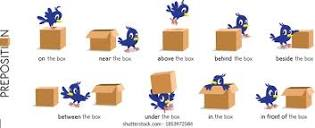 PREPOSITION
on the box
near the box
above the box
behind the box
beside the box
between the box
under the box
in the box
in front of the box
shutterstock.com · 1853972584